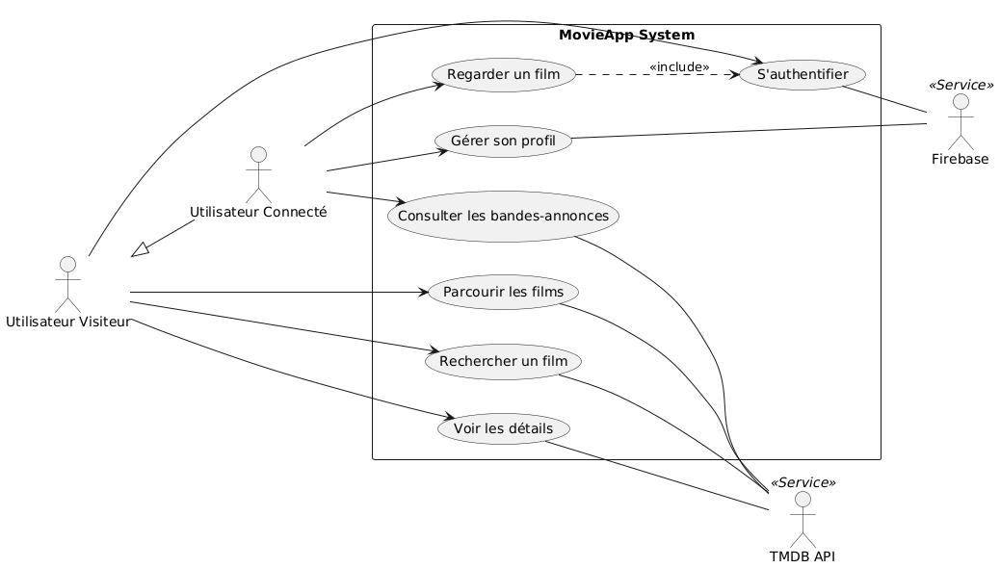 MovieApp System
Regarder un film
«include»
S'authentifier
«Service»
Firebase
Gérer son profil
Utilisateur Connecté
Consulter les bandes-annonces
Utilisateur Visiteur
Parcourir les films
Rechercher un film
Voir les détails
«Service»
TMDB API